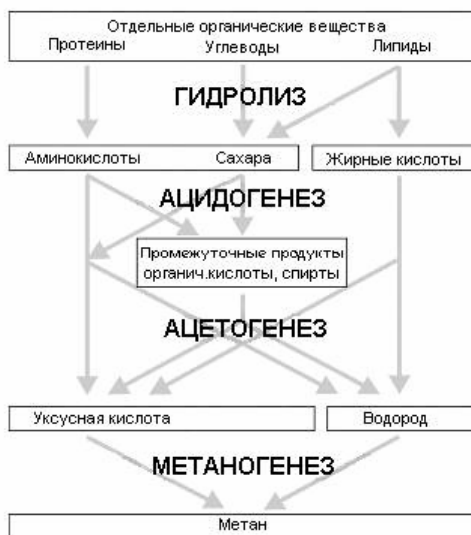 Отдельные органические вещества
Протеины Углеводы Липиды
ГИДРОЛИЗ
Аминокислоты Сахара Жирные кислоты
АЦИДОГЕНЕЗ
Промежуточные продукты
органич.кислоты, спирты
АЦЕТОГЕНЕЗ
Уксусная кислота Водород
МЕТАНОГЕНЕЗ
Метан